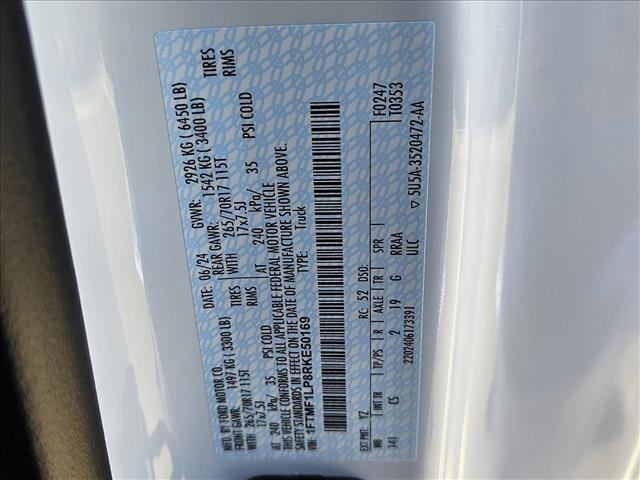 MFD. BY FORD MOTOR CO.
DATE: 06/24 GVWR: 2926 KG ( 6450 LB)
FRONT GAWR: 1497 KG (3300 LB) REAR GAWR: 1542 KG ( 3400 LB)
WITH 265/70R17 115T TIRES WITH 265/70R17 115T TIRES
17x7.5J RIMS 17x7.5J RIMS
AT 240 kPa/ 35 PSI COLD AT 240 kPa/ 35 PSI COLD
THIS VEHICLE CONFORMS TO ALL APPLICABLE FEDERAL MOTOR VEHICLE
SAFETY STANDARDS IN EFFECT ON THE DATE OF MANUFACTURE SHOWN ABOVE.
VIN: 1FTMF1LP8RKE50169 TYPE: Truck
F0247
T0353
EXT PNT: YZ RC: 52 DSO:
WB INT TR TP/PS R AXLE TR SPR
141 CS 2 19 G RRAA
2202406173391 ULC
▽ 5U5A-3520472-AA